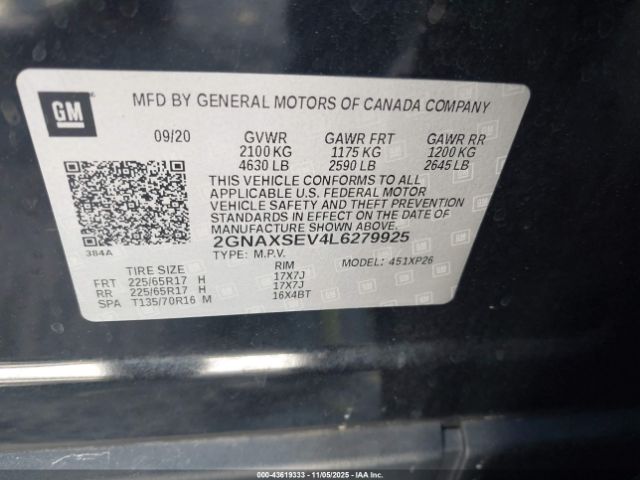 GM
MFD BY GENERAL MOTORS OF CANADA COMPANY
09/20 GVWR GAWR FRT GAWR RR
2100 KG 1175 KG 1200 KG
4630 LB 2590 LB 2645 LB
THIS VEHICLE CONFORMS TO ALL
APPLICABLE U.S. FEDERAL MOTOR
VEHICLE SAFETY AND THEFT PREVENTION
STANDARDS IN EFFECT ON THE DATE OF
MANUFACTURE SHOWN ABOVE.
384A
2GNAXSEV4L6279925
TYPE: M.P.V. MODEL: 451XP26
TIRE SIZE RIM
FRT 225/65R17 H 17X7J
RR 225/65R17 H 17X7J
SPA T135/70R16 M 16X4BT
000-43619333 - 11/05/2025 - IAA Inc.